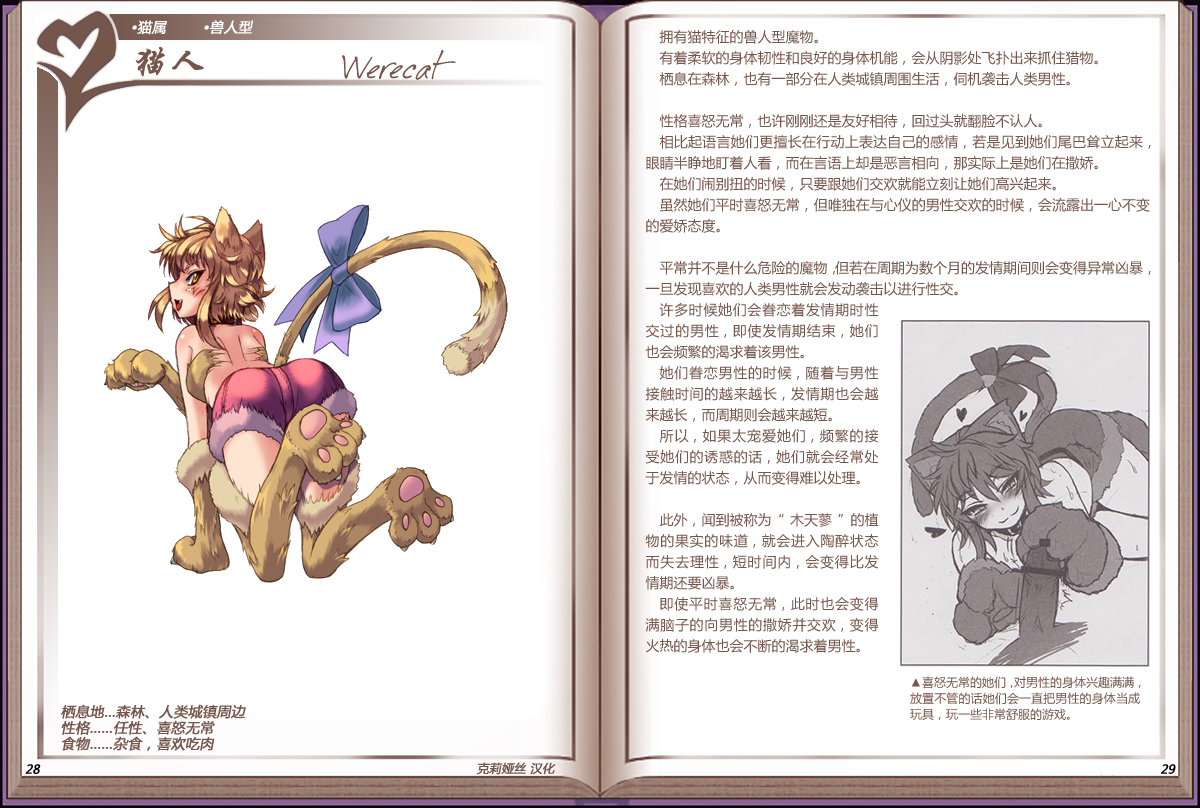 •猫属 •兽人型
猫人 Werecat
栖息地...森林、人类城镇周边
性格......任性、喜怒无常
食物......杂食，喜欢吃肉
28
克莉娅丝 汉化
拥有猫特征的兽人型魔物。
有着柔软的身体韧性和良好的身体机能，会从阴影处飞扑出来抓住猎物。
栖息在森林，也有一部分在人类城镇周围生活，伺机袭击人类男性。
性格喜怒无常，也许刚刚还是友好相待，回过头就翻脸不认人。
相比起语言她们更擅长在行动上表达自己的感情，若是见到她们尾巴耸立起来，
眼睛半睁地盯着人看，而在言语上却是恶言相向，那实际上是她们在撒娇。
在她们闹别扭的时候，只要跟她们交欢就能立刻让她们高兴起来。
虽然她们平时喜怒无常，但唯独在与心仪的男性交欢的时候，会流露出一心不变
的爱娇态度。
平常并不是什么危险的魔物，但若在周期为数个月的发情期间则会变得异常凶暴，
一旦发现喜欢的人类男性就会发动袭击以进行性交。
许多时候她们会眷恋着发情期时性
交过的男性，即使发情期结束，她们
也会频繁的渴求着该男性。
她们眷恋男性的时候，随着与男性
接触时间的越来越长，发情期也会越
来越长，而周期则会越来越短。
所以，如果太宠爱她们，频繁的接
受她们的诱惑的话，她们就会经常处
于发情的状态，从而变得难以处理。
此外，闻到被称为“ 木天蓼 ”的植
物的果实的味道，就会进入陶醉状态
而失去理性，短时间内，会变得比发
情期还要凶暴。
即使平时喜怒无常，此时也会变得
满脑子的向男性的撒娇并交欢，变得
火热的身体也会不断的渴求着男性。
▲喜怒无常的她们，对男性的身体兴趣满满，
放置不管的话她们会一直把男性的身体当成
玩具，玩一些非常舒服的游戏。
29